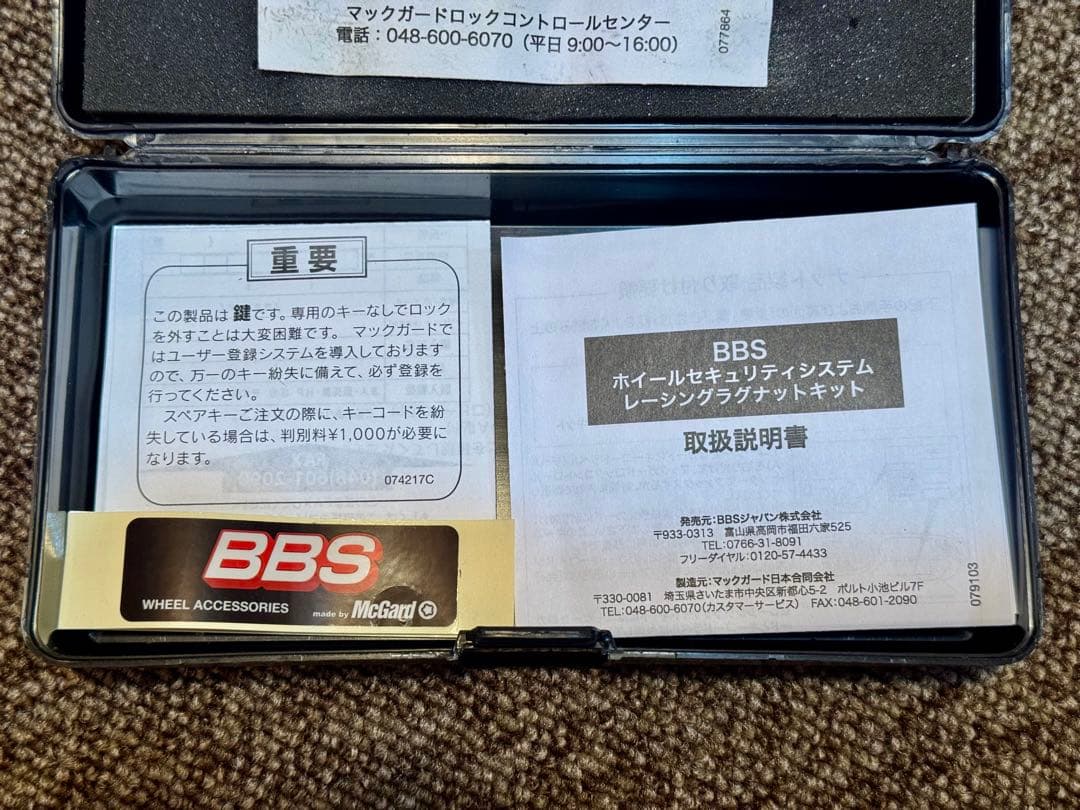 マックガードロックコントロールセンター
電話：048-600-6070（平日 9:00〜16:00）
077864
重要
この製品は鍵です。専用のキーなしでロック
を外すことは大変困難です。マックガードで
はユーザー登録システムを導入しております
ので、万一のキー紛失に備えて、必ず登録を
行ってください。
スペアキーご注文の際に、キーコードを紛
失している場合は、判別料¥1,000が必要に
なります。
074217C
BBS
WHEEL ACCESSORIES
made by McGard
BBS
ホイールセキュリティシステム
レーシングラグナットキット
取扱説明書
発売元：BBSジャパン株式会社
〒933-0313 富山県高岡市福田六家525
TEL：0766-31-8091
フリーダイヤル：0120-57-4433
製造元：マックガード日本合同会社
〒330-0081 埼玉県さいたま市中央区新都心5-2 ポルト小池ビル7F
TEL：048-600-6070（カスタマーサービス） FAX：048-601-2090
079103